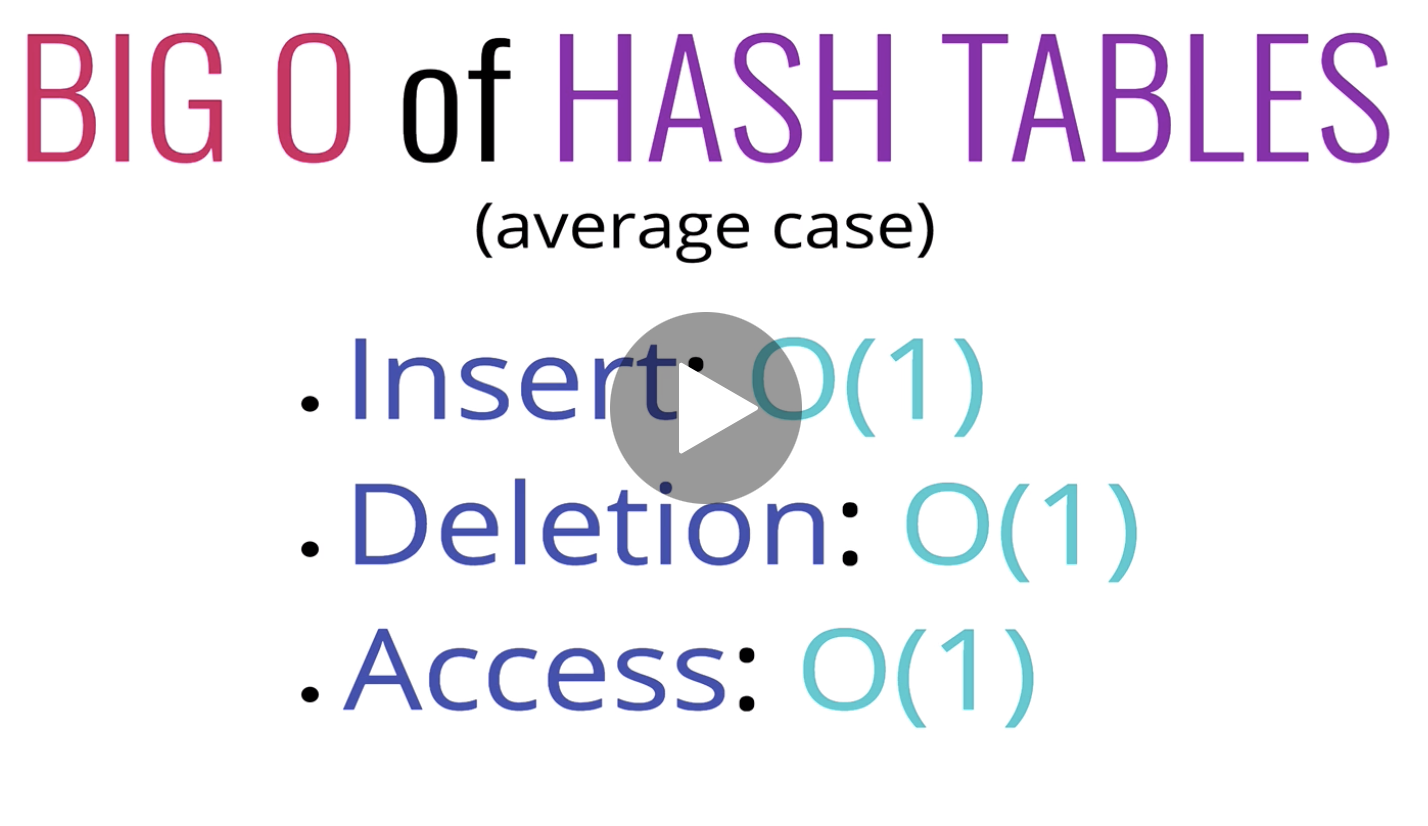 BIG O of HASH TABLES
(average case)
. Insert: O(1)
. Deletion: O(1)
. Access: O(1)